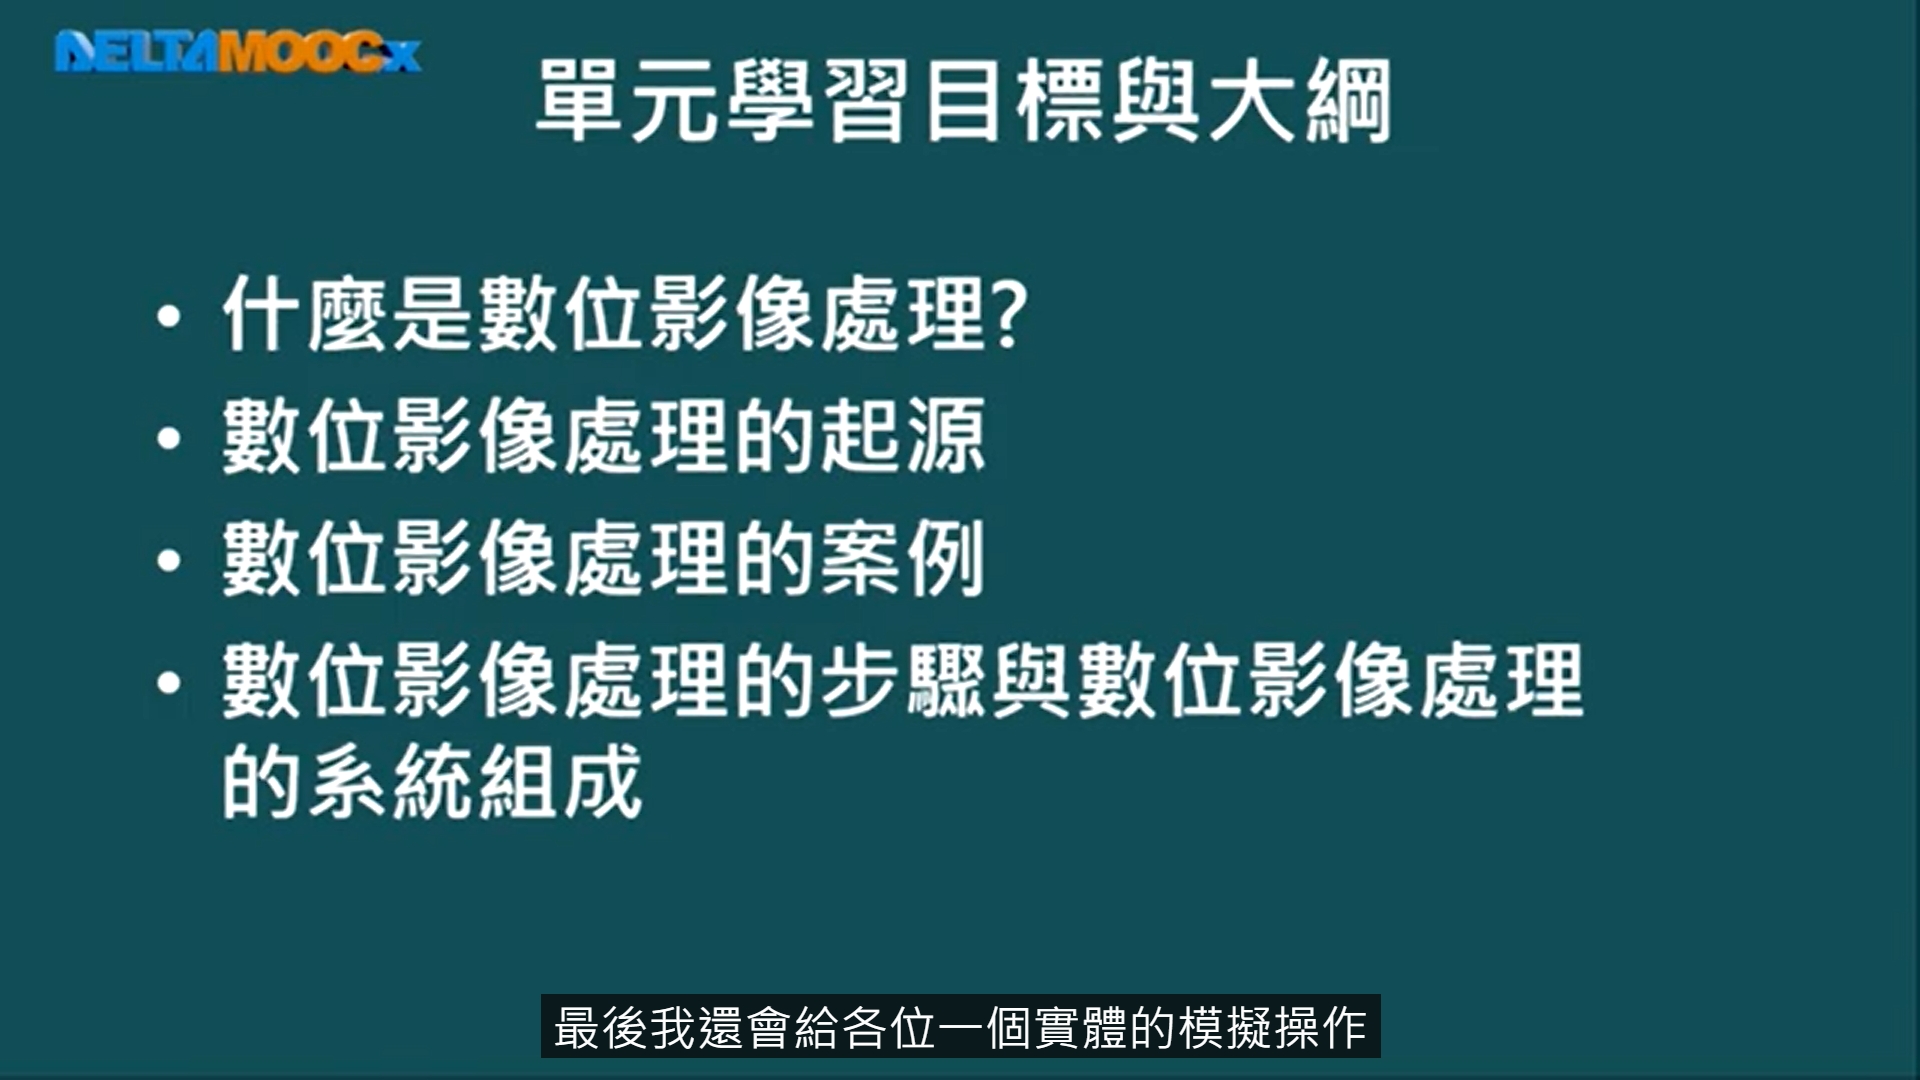 DELTAMOOCx
單元學習目標與大綱
• 什麼是數位影像處理?
• 數位影像處理的起源
• 數位影像處理的案例
• 數位影像處理的步驟與數位影像處理
的系統組成
最後我還會給各位一個實體的模擬操作